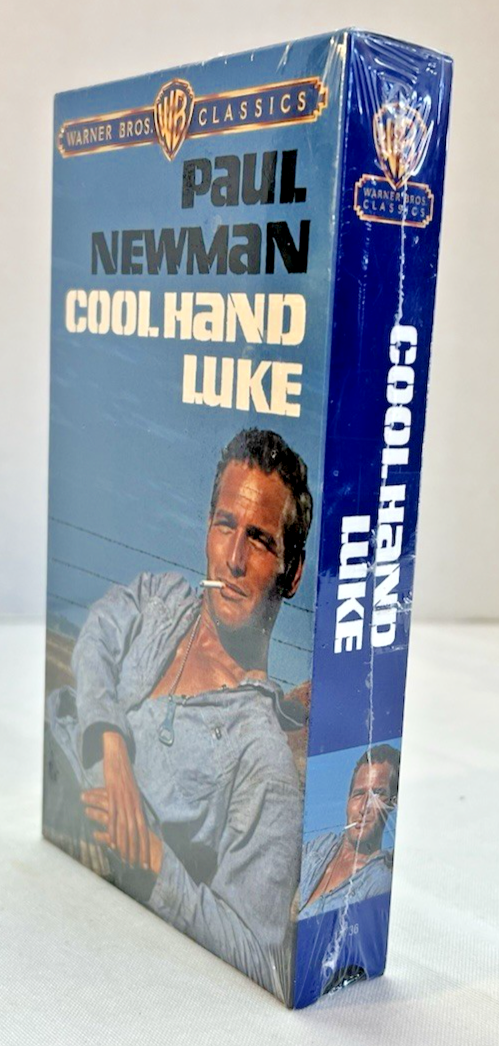 WARNER BROS. WB CLASSICS
PAUL
NEWMAN
COOL HAND
LUKE
WB
WARNER BROS.
CLASSICS
COOL HAND
LUKE